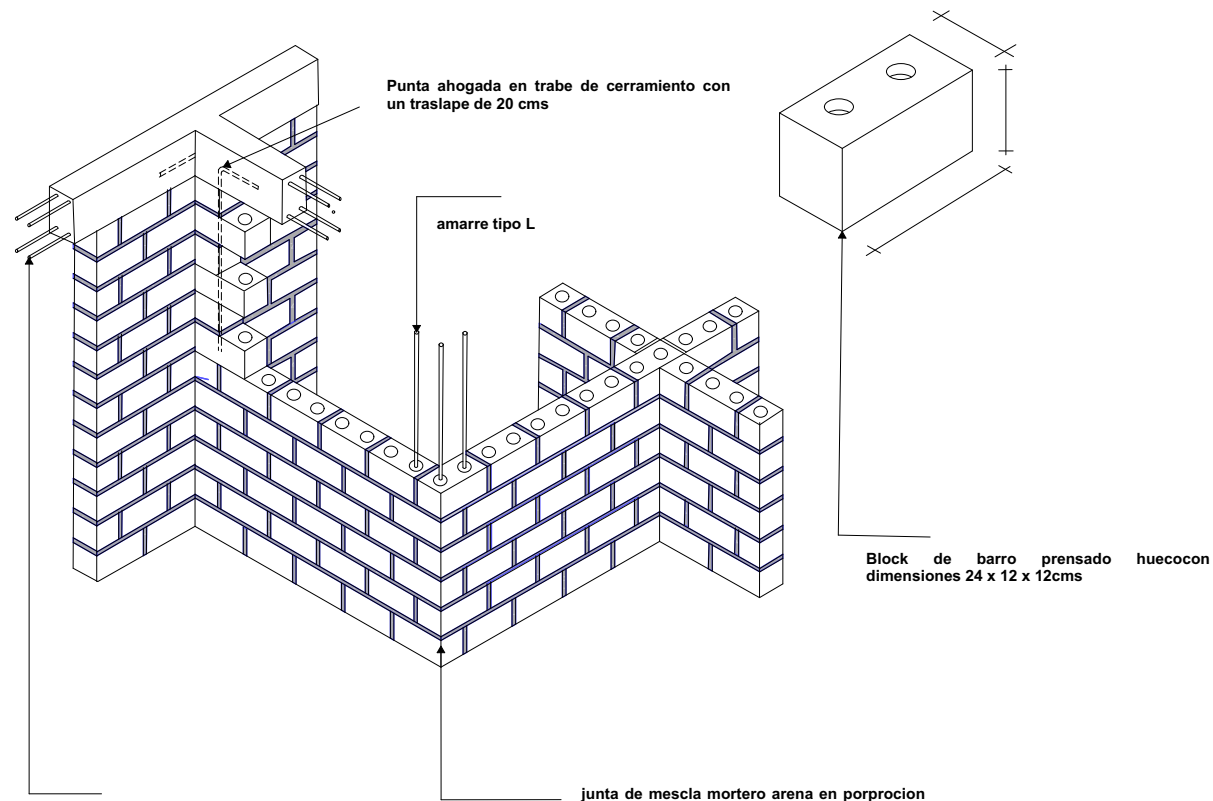 Punta ahogada en trabe de cerramiento con
un traslape de 20 cms
amarre tipo L
Block de barro prensado huecocon
dimensiones 24 x 12 x 12cms
junta de mescla mortero arena en porprocion